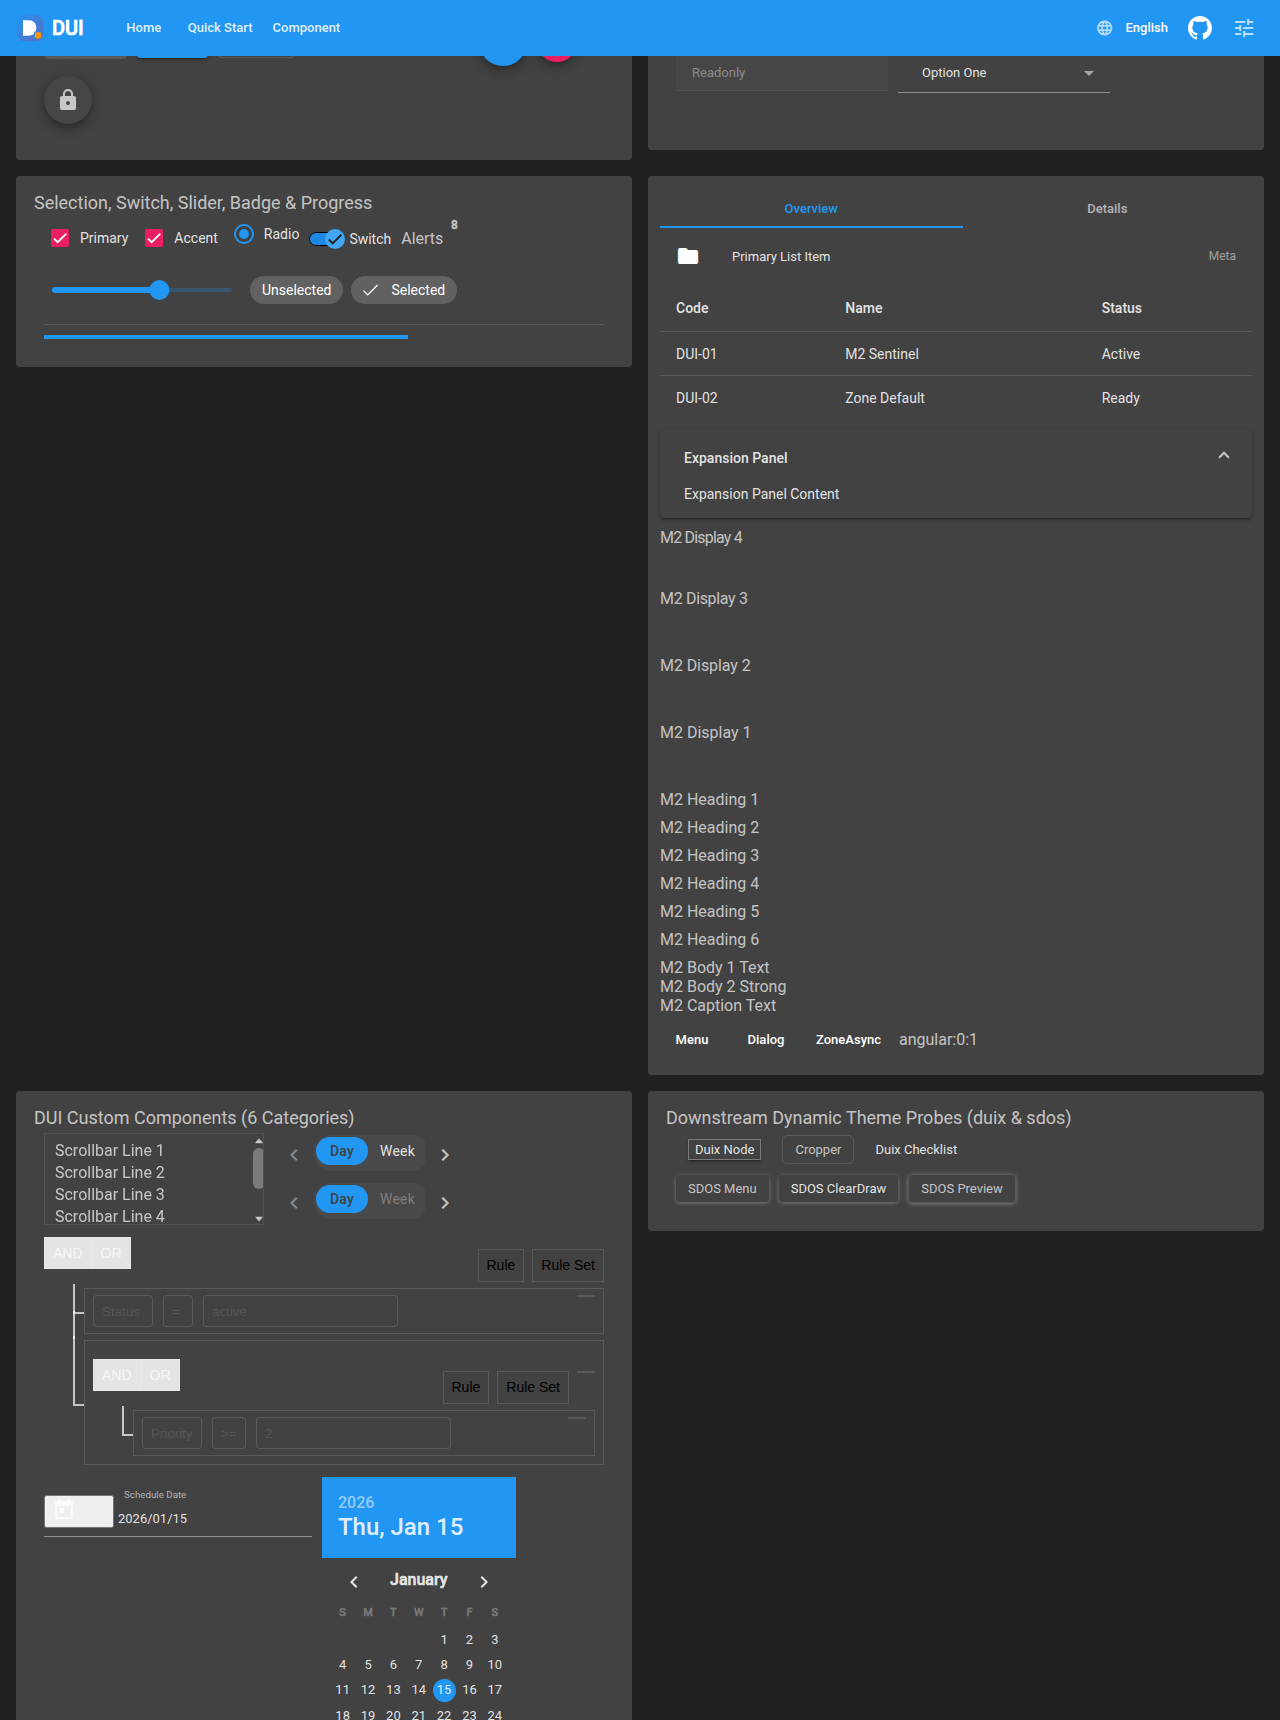 DUI
Home
Quick Start
Component
English
Readonly
Option One
Selection, Switch, Slider, Badge & Progress
Primary
Accent
Radio
Switch
Alerts
8
Unselected
Selected
Overview
Details
Primary List Item
Meta
Code
Name
Status
DUI-01
M2 Sentinel
Active
DUI-02
Zone Default
Ready
Expansion Panel
Expansion Panel Content
M2 Display 4
M2 Display 3
M2 Display 2
M2 Display 1
M2 Heading 1
M2 Heading 2
M2 Heading 3
M2 Heading 4
M2 Heading 5
M2 Heading 6
M2 Body 1 Text
M2 Body 2 Strong
M2 Caption Text
Menu
Dialog
ZoneAsync
angular:0:1
DUI Custom Components (6 Categories)
Scrollbar Line 1
Scrollbar Line 2
Scrollbar Line 3
Scrollbar Line 4
Day
Week
Day
Week
AND
OR
Rule
Rule Set
Status
=
active
AND
OR
Rule
Rule Set
Priority
>=
2
Schedule Date
2026/01/15
2026
Thu, Jan 15
January
S M T W T F S
1 2 3
4 5 6 7 8 9 10
11 12 13 14 15 16 17
18 19 20 21 22 23 24
Downstream Dynamic Theme Probes (duix & sdos)
Duix Node
Cropper
Duix Checklist
SDOS Menu
SDOS ClearDraw
SDOS Preview